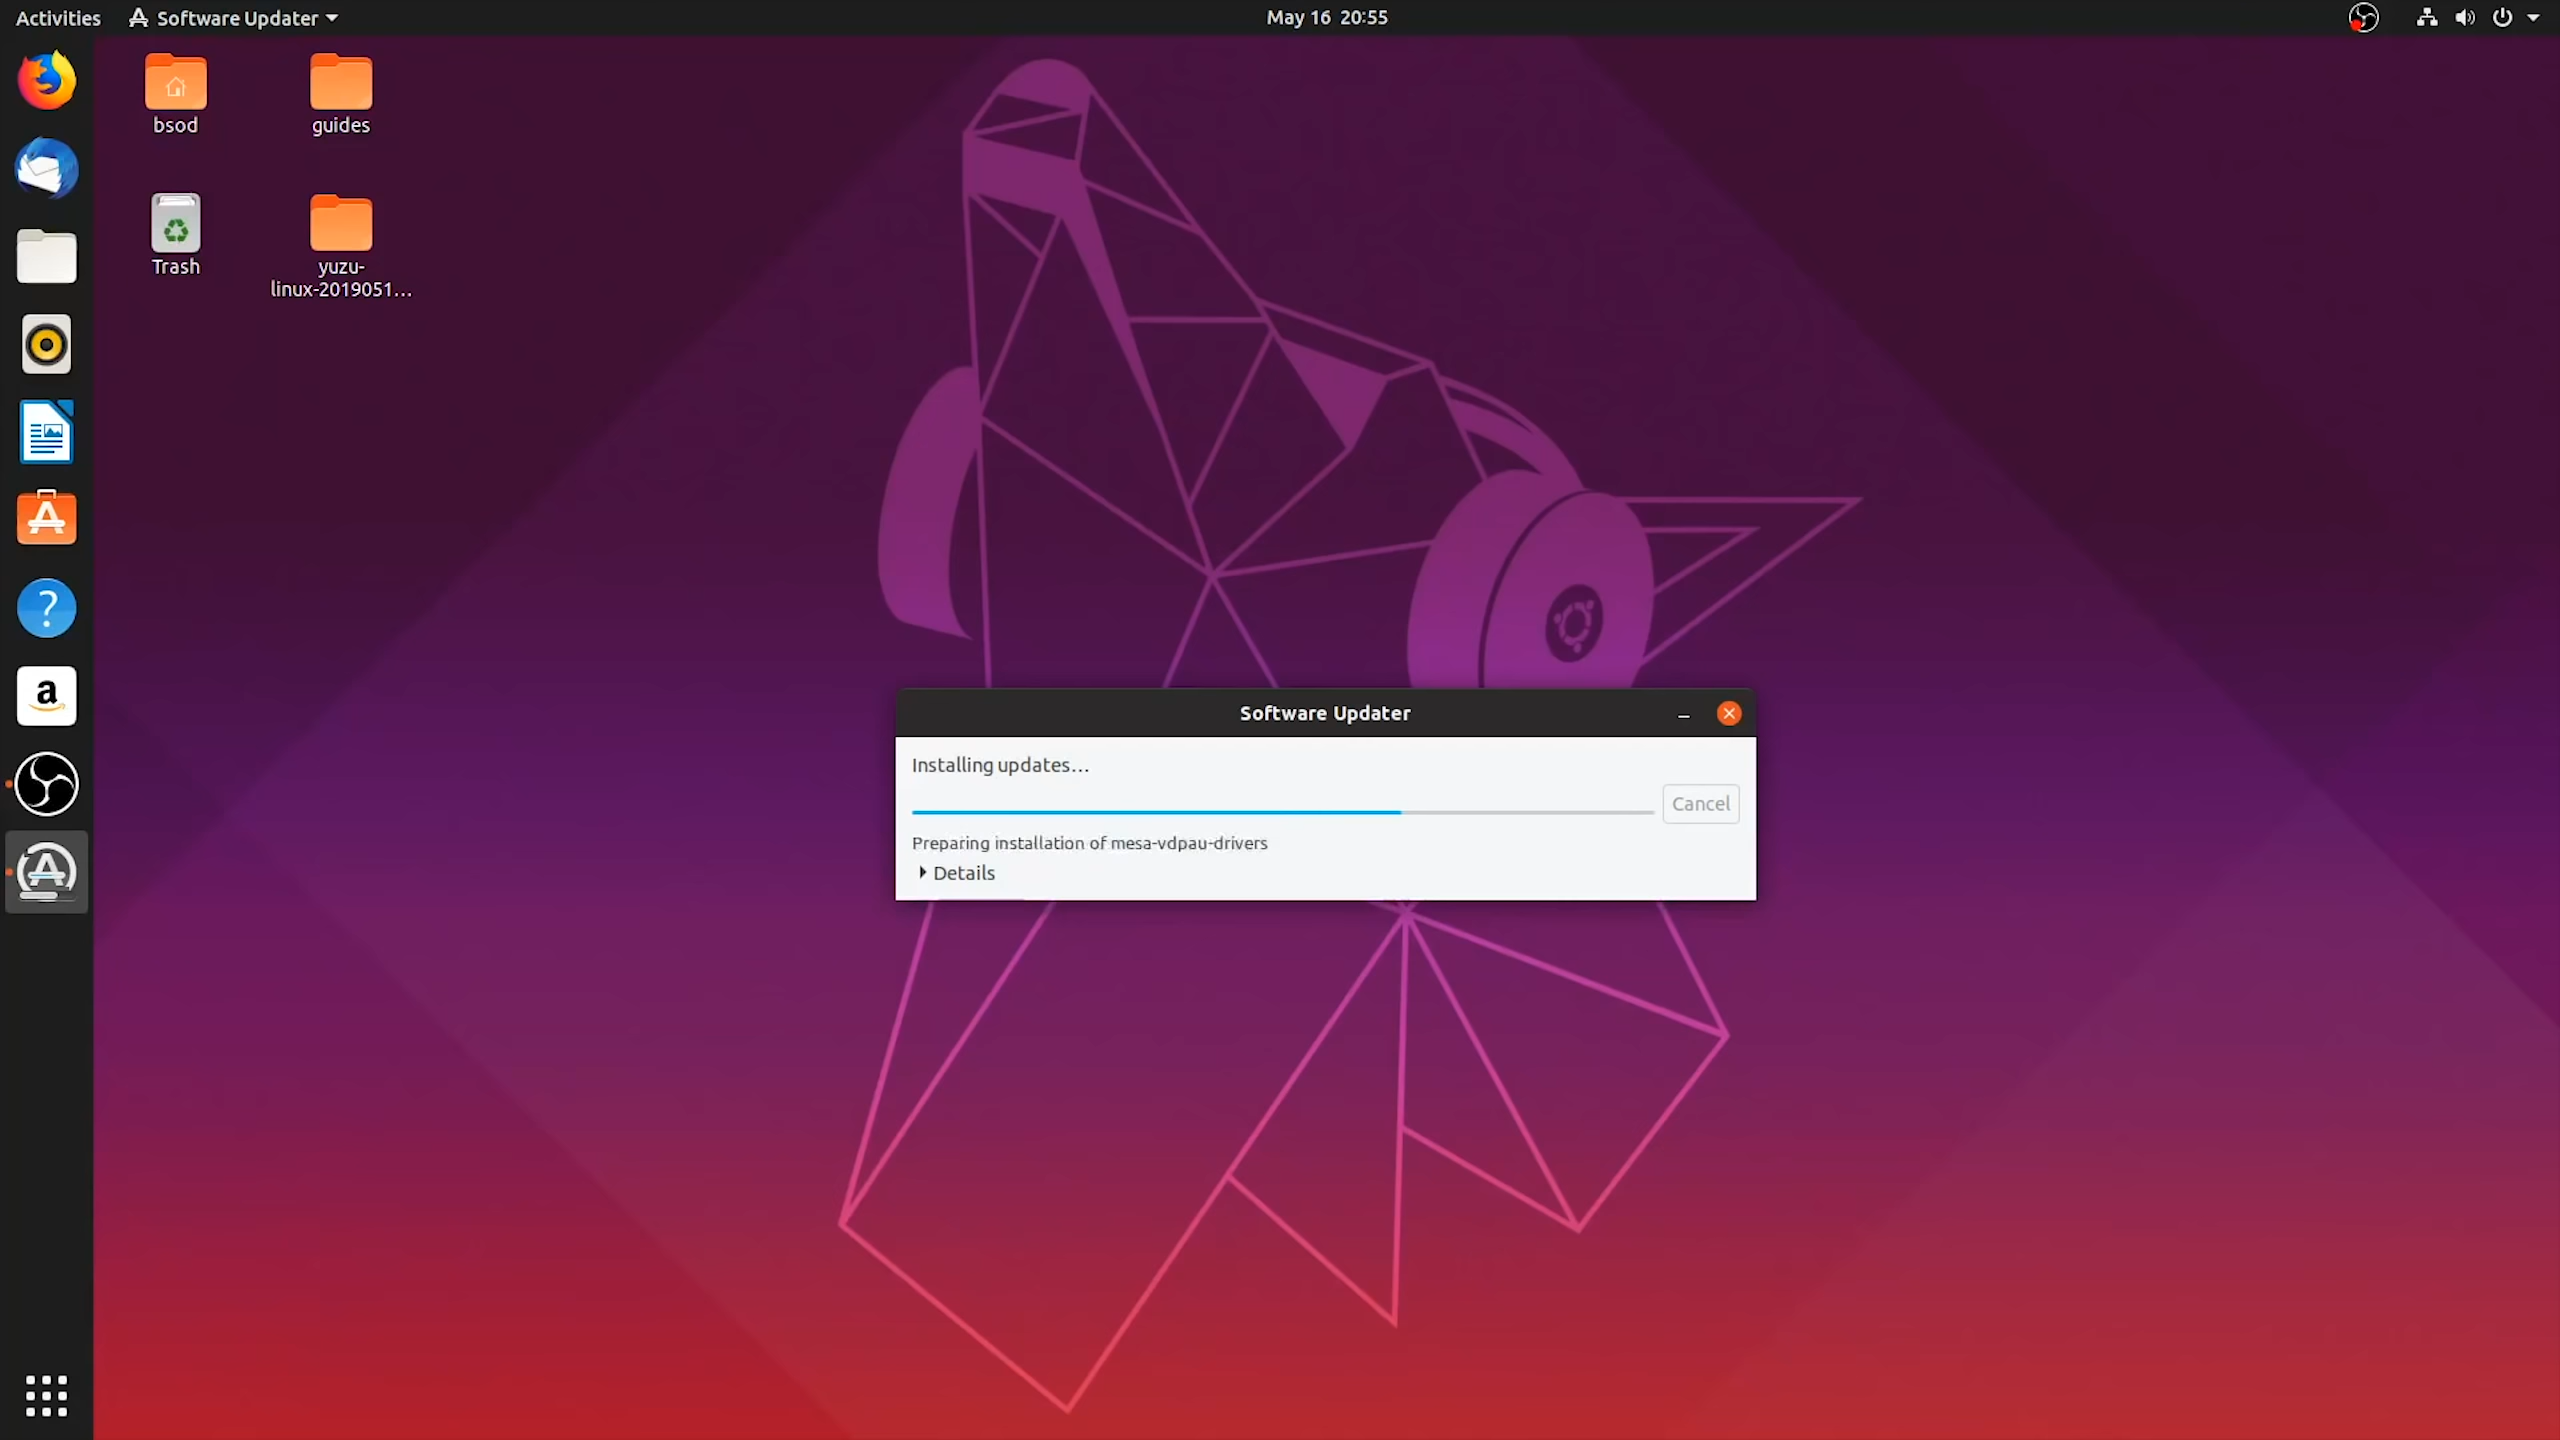 Activities
Software Updater
May 16 20:55
bsod
guides
Trash
yuzu-
linux-2019051...
?
a
Software Updater
Installing updates...
Cancel
Preparing installation of mesa-vdpau-drivers
Details